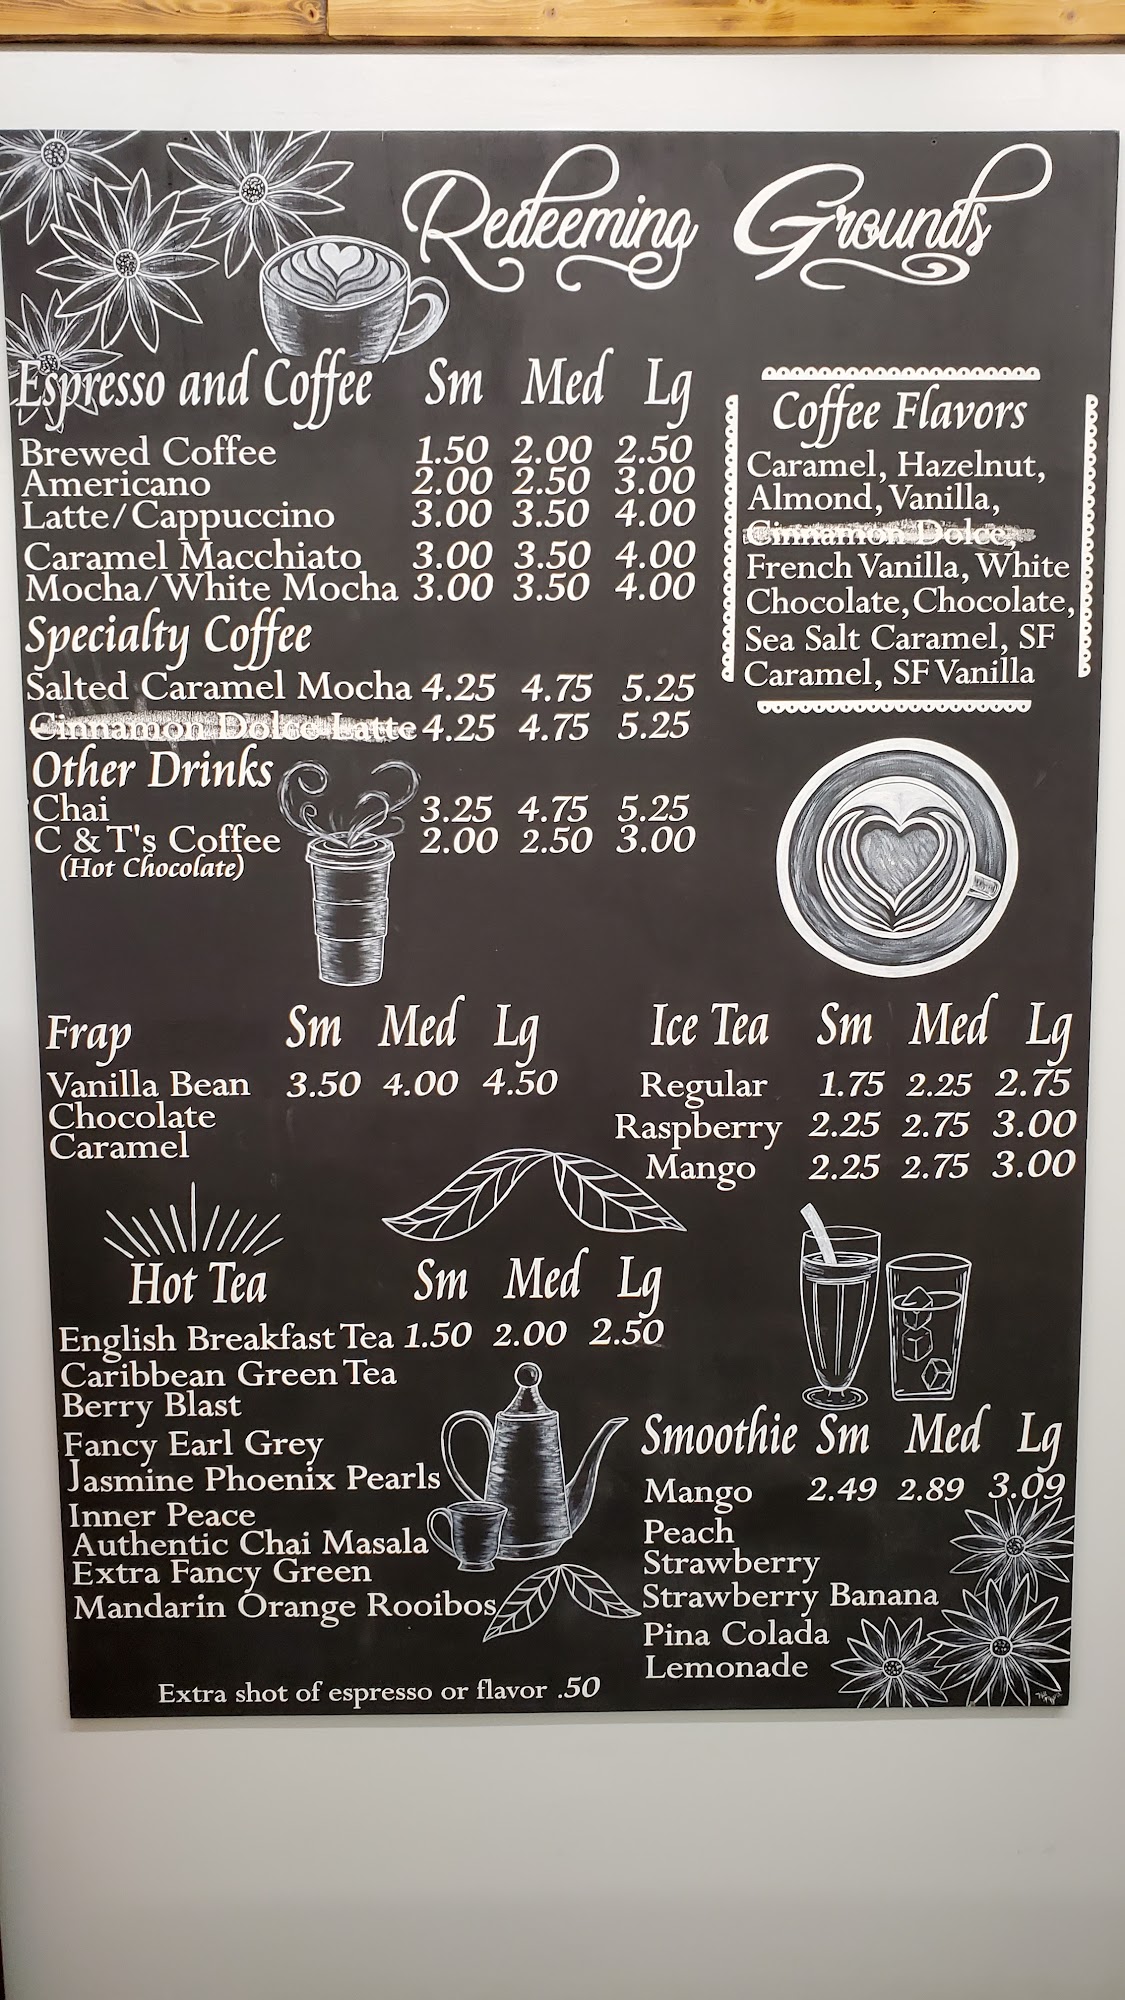 Redeeming Grounds
Espresso and Coffee Sm Med Lg
Brewed Coffee 1.50 2.00 2.50
Americano 2.00 2.50 3.00
Latte/Cappuccino 3.00 3.50 4.00
Caramel Macchiato 3.00 3.50 4.00
Mocha/White Mocha 3.00 3.50 4.00
Specialty Coffee
Salted Caramel Mocha 4.25 4.75 5.25
Cinnamon Dolce Latte 4.25 4.75 5.25
Other Drinks
Chai 3.25 4.75 5.25
C & T's Coffee 2.00 2.50 3.00
(Hot Chocolate)
Coffee Flavors
Caramel, Hazelnut,
Almond, Vanilla,
Cinnamon Dolce,
French Vanilla, White
Chocolate, Chocolate,
Sea Salt Caramel, SF
Caramel, SF Vanilla
Frap Sm Med Lg
Vanilla Bean 3.50 4.00 4.50
Chocolate
Caramel
Ice Tea Sm Med Lg
Regular 1.75 2.25 2.75
Raspberry 2.25 2.75 3.00
Mango 2.25 2.75 3.00
Hot Tea Sm Med Lg
English Breakfast Tea 1.50 2.00 2.50
Caribbean Green Tea
Berry Blast
Fancy Earl Grey
Jasmine Phoenix Pearls
Inner Peace
Authentic Chai Masala
Extra Fancy Green
Mandarin Orange Rooibos
Smoothie Sm Med Lg
Mango 2.49 2.89 3.09
Peach
Strawberry
Strawberry Banana
Pina Colada
Lemonade
Extra shot of espresso or flavor .50